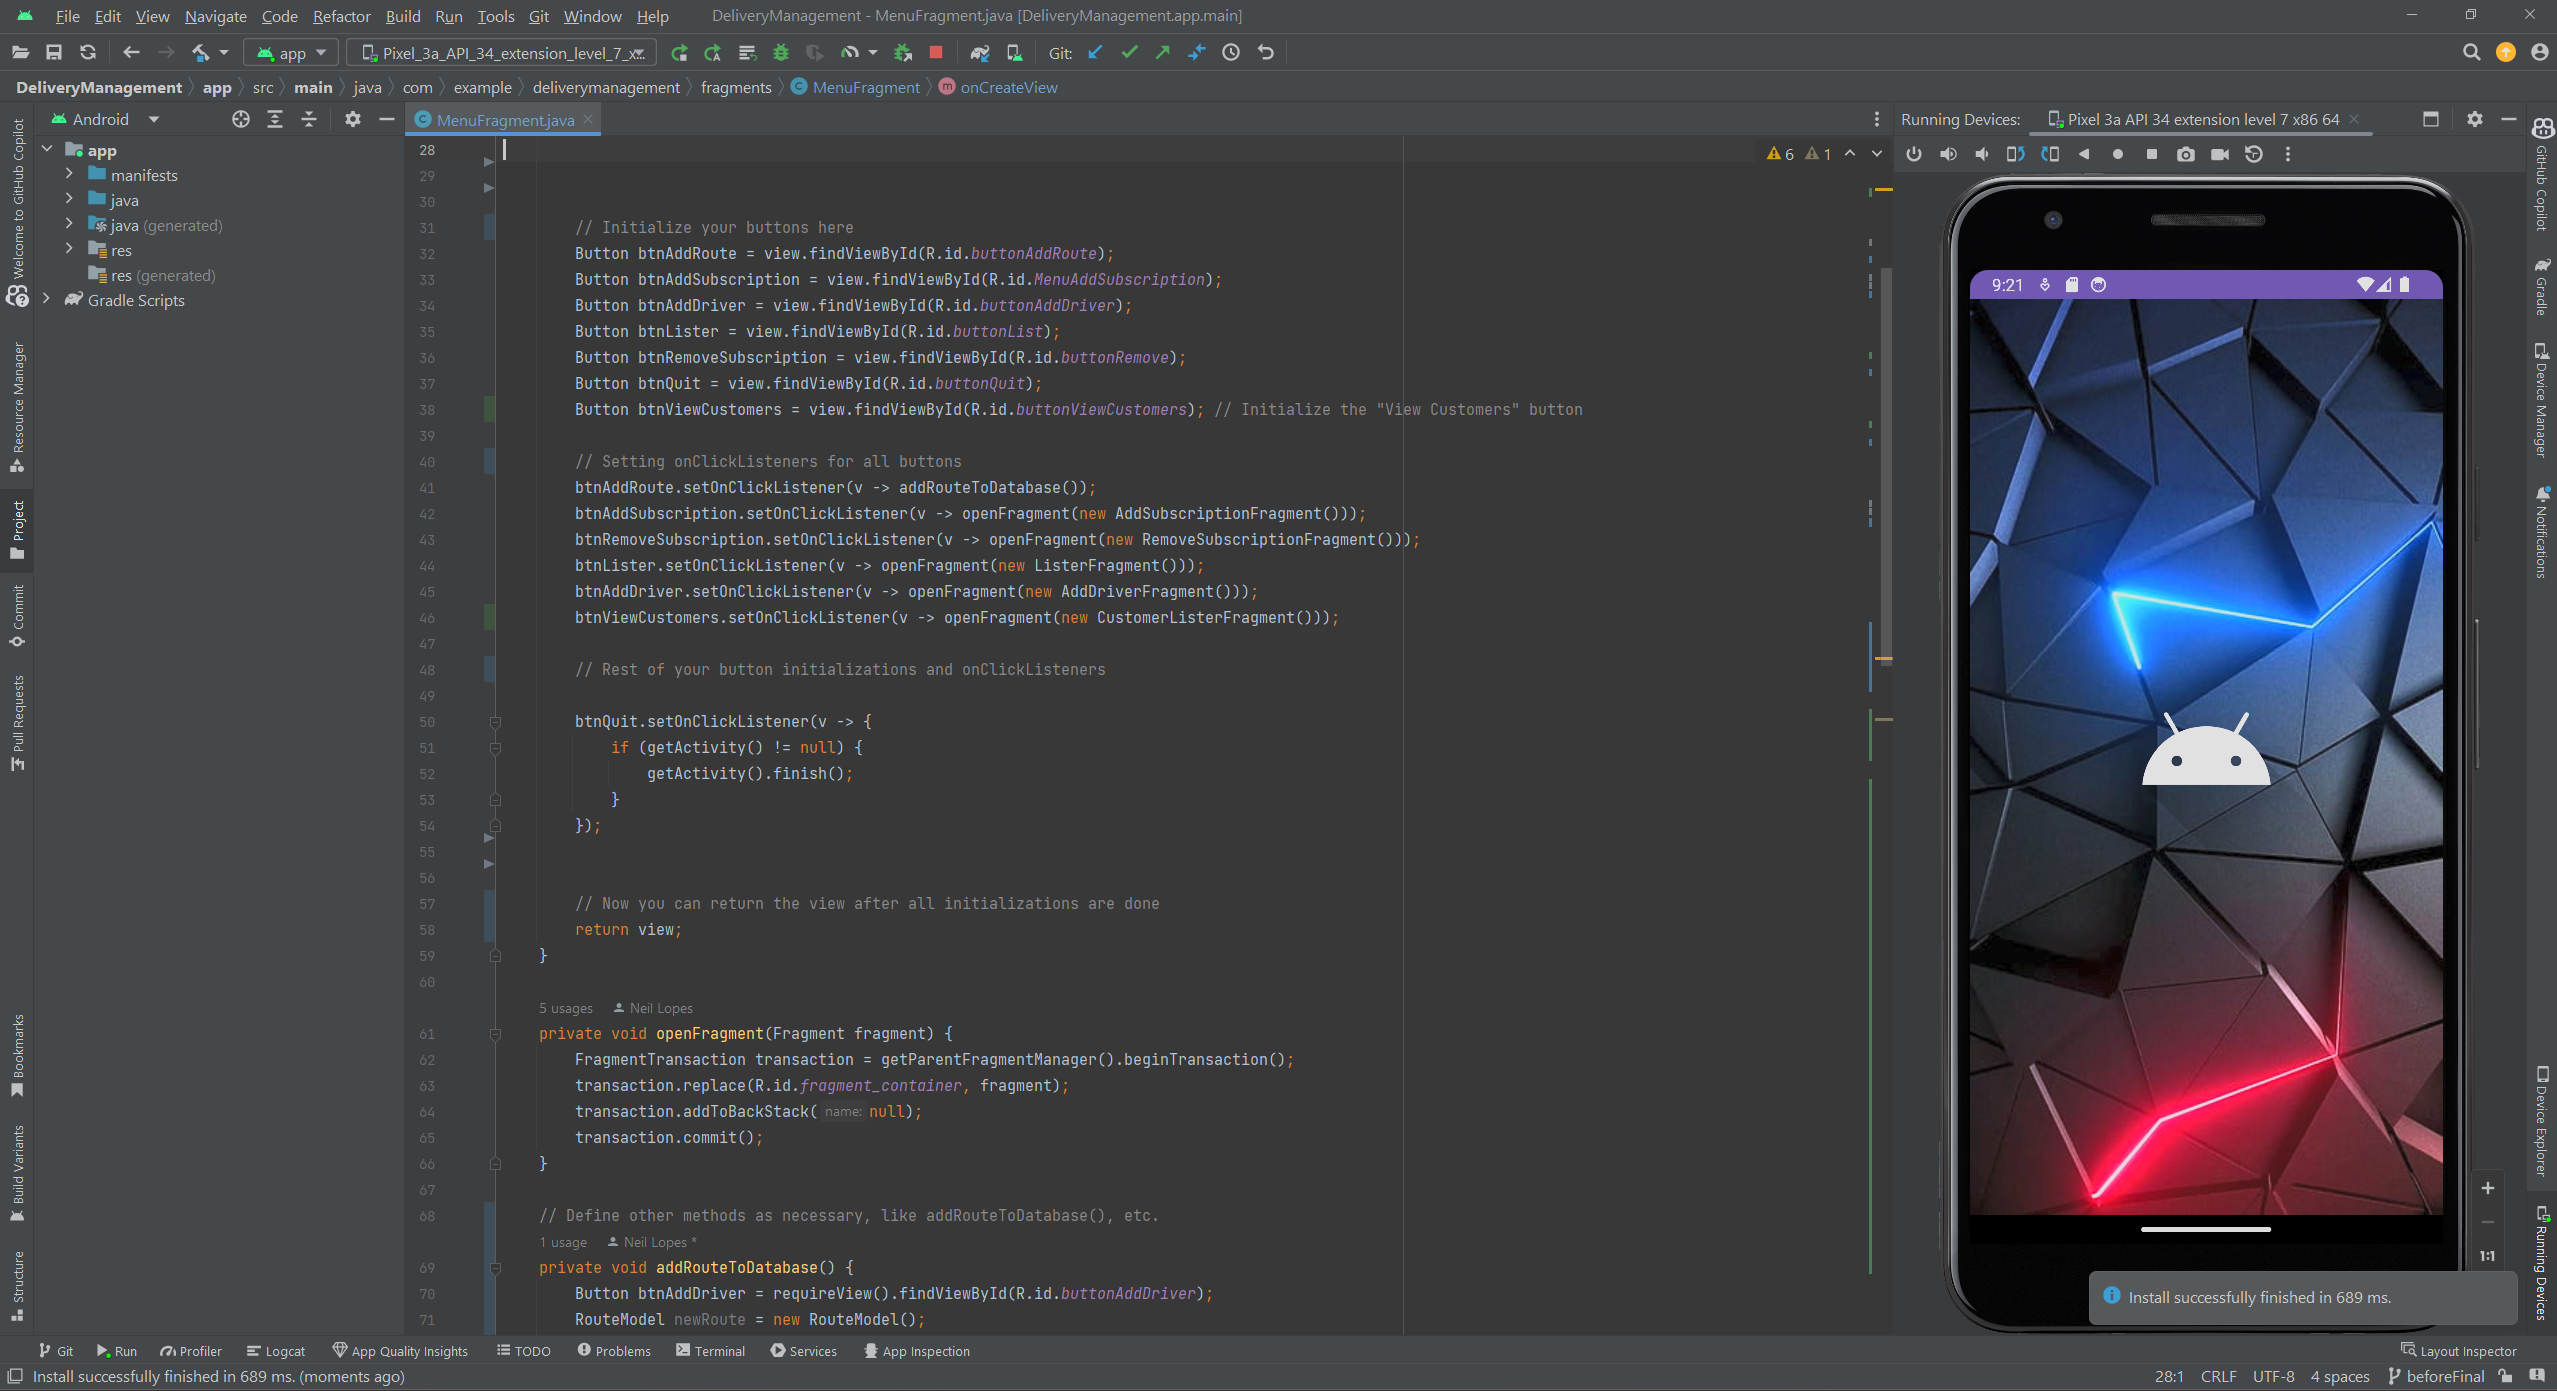 File Edit View Navigate Code Refactor Build Run Tools Git Window Help DeliveryManagement - MenuFragment.java [DeliveryManagement.app.main]
app Pixel_3a_API_34_extension_level_7_x... Git:
DeliveryManagement app src main java com example deliverymanagement fragments MenuFragment onCreateView
Android
MenuFragment.java
Running Devices: Pixel 3a API 34 extension level 7 x86 64
app
manifests
java
java (generated)
res
res (generated)
Gradle Scripts
Welcome to GitHub Copilot
Resource Manager
Project
Commit
Pull Requests
Bookmarks
Build Variants
Structure
6 1
28
29
30
31 // Initialize your buttons here
32 Button btnAddRoute = view.findViewById(R.id.buttonAddRoute);
33 Button btnAddSubscription = view.findViewById(R.id.MenuAddSubscription);
34 Button btnAddDriver = view.findViewById(R.id.buttonAddDriver);
35 Button btnLister = view.findViewById(R.id.buttonList);
36 Button btnRemoveSubscription = view.findViewById(R.id.buttonRemove);
37 Button btnQuit = view.findViewById(R.id.buttonQuit);
38 Button btnViewCustomers = view.findViewById(R.id.buttonViewCustomers); // Initialize the "View Customers" button
39
40 // Setting onClickListeners for all buttons
41 btnAddRoute.setOnClickListener(v -> addRouteToDatabase());
42 btnAddSubscription.setOnClickListener(v -> openFragment(new AddSubscriptionFragment()));
43 btnRemoveSubscription.setOnClickListener(v -> openFragment(new RemoveSubscriptionFragment()));
44 btnLister.setOnClickListener(v -> openFragment(new ListerFragment()));
45 btnAddDriver.setOnClickListener(v -> openFragment(new AddDriverFragment()));
46 btnViewCustomers.setOnClickListener(v -> openFragment(new CustomerListerFragment()));
47
48 // Rest of your button initializations and onClickListeners
49
50 btnQuit.setOnClickListener(v -> {
51 if (getActivity() != null) {
52 getActivity().finish();
53 }
54 });
55
56
57 // Now you can return the view after all initializations are done
58 return view;
59 }
60
5 usages Neil Lopes
61 private void openFragment(Fragment fragment) {
62 FragmentTransaction transaction = getParentFragmentManager().beginTransaction();
63 transaction.replace(R.id.fragment_container, fragment);
64 transaction.addToBackStack( name: null);
65 transaction.commit();
66 }
67
68 // Define other methods as necessary, like addRouteToDatabase(), etc.
1 usage Neil Lopes *
69 private void addRouteToDatabase() {
70 Button btnAddDriver = requireView().findViewById(R.id.buttonAddDriver);
71 RouteModel newRoute = new RouteModel();
9:21
1:1
Install successfully finished in 689 ms.
GitHub Copilot
Gradle
Device Manager
Notifications
Device Explorer
Running Devices
Git Run Profiler Logcat App Quality Insights TODO Problems Terminal Services App Inspection Layout Inspector
Install successfully finished in 689 ms. (moments ago) 28:1 CRLF UTF-8 4 spaces beforeFinal